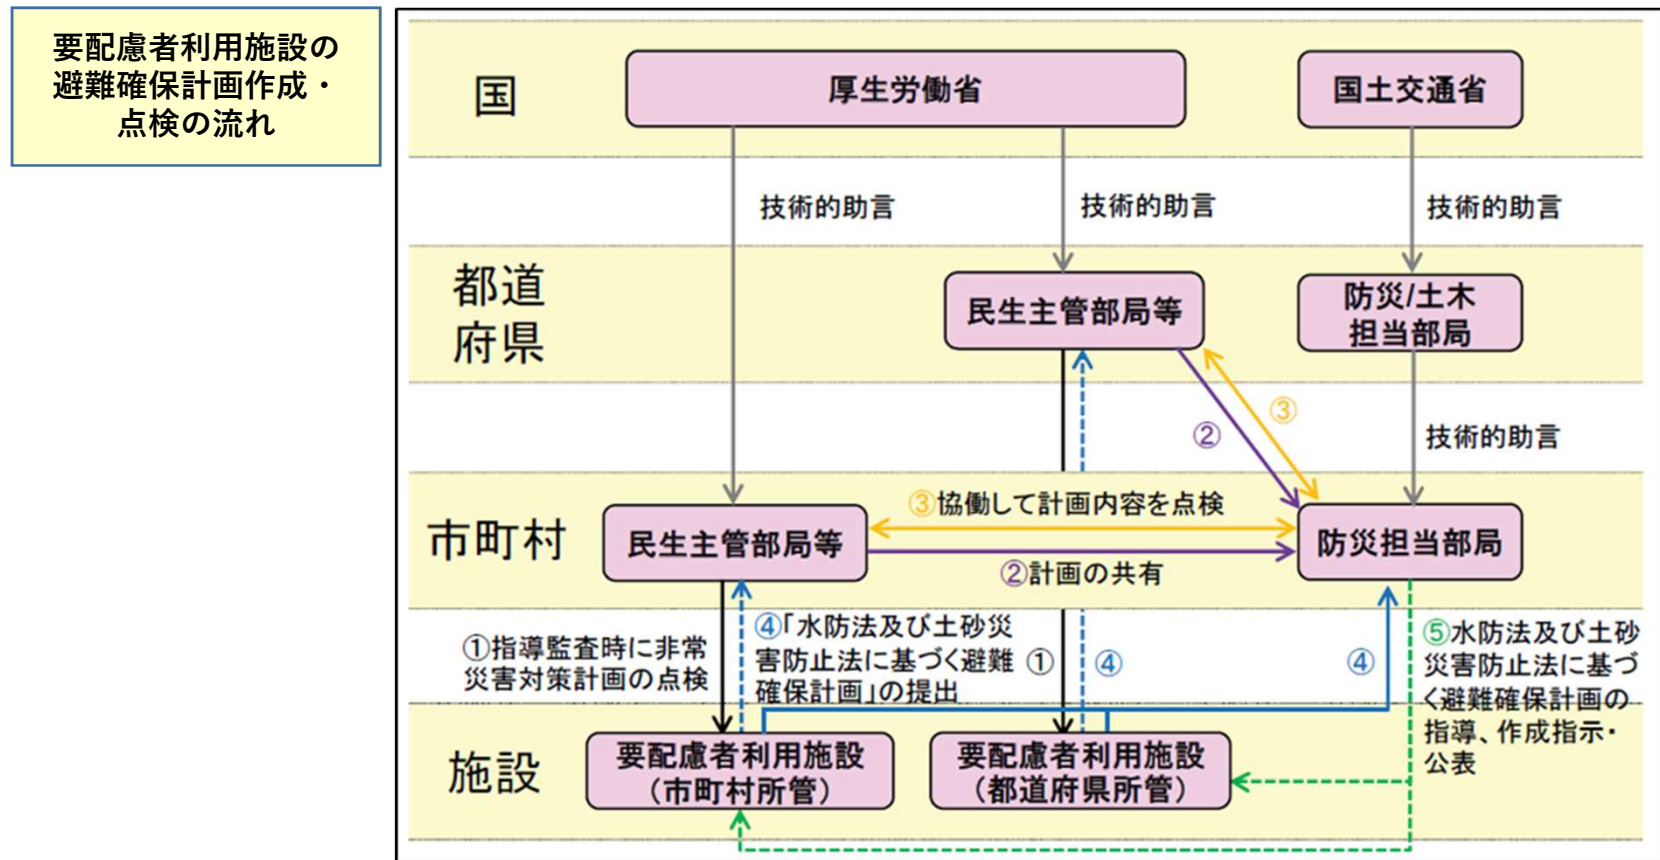 要配慮者利用施設の
避難確保計画作成・
点検の流れ
国
厚生労働省
国土交通省
技術的助言
技術的助言
技術的助言
都道
府県
民生主管部局等
防災/土木
担当部局
②
③
技術的助言
市町村
民生主管部局等
③協働して計画内容を点検
②計画の共有
防災担当部局
①指導監査時に非常
災害対策計画の点検
④「水防法及び土砂災
害防止法に基づく避難
確保計画」の提出
①
④
④
⑤水防法及び土砂
災害防止法に基づ
く避難確保計画の
指導、作成指示・
公表
施設
要配慮者利用施設
（市町村所管）
要配慮者利用施設
（都道府県所管）